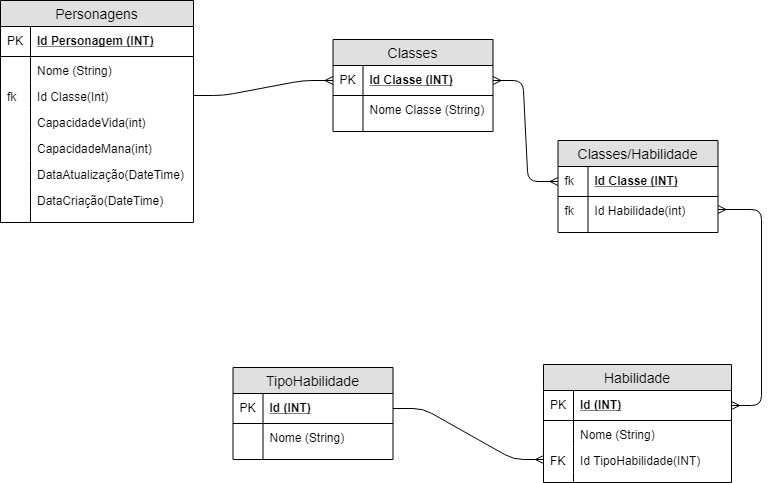 Personagens
PK Id Personagem (INT)
Nome (String)
fk Id Classe(Int)
CapacidadeVida(int)
CapacidadeMana(int)
DataAtualização(DateTime)
DataCriação(DateTime)
Classes
PK Id Classe (INT)
Nome Classe (String)
Classes/Habilidade
fk Id Classe (INT)
fk Id Habilidade(int)
TipoHabilidade
PK Id (INT)
Nome (String)
Habilidade
PK Id (INT)
Nome (String)
FK Id TipoHabilidade(INT)